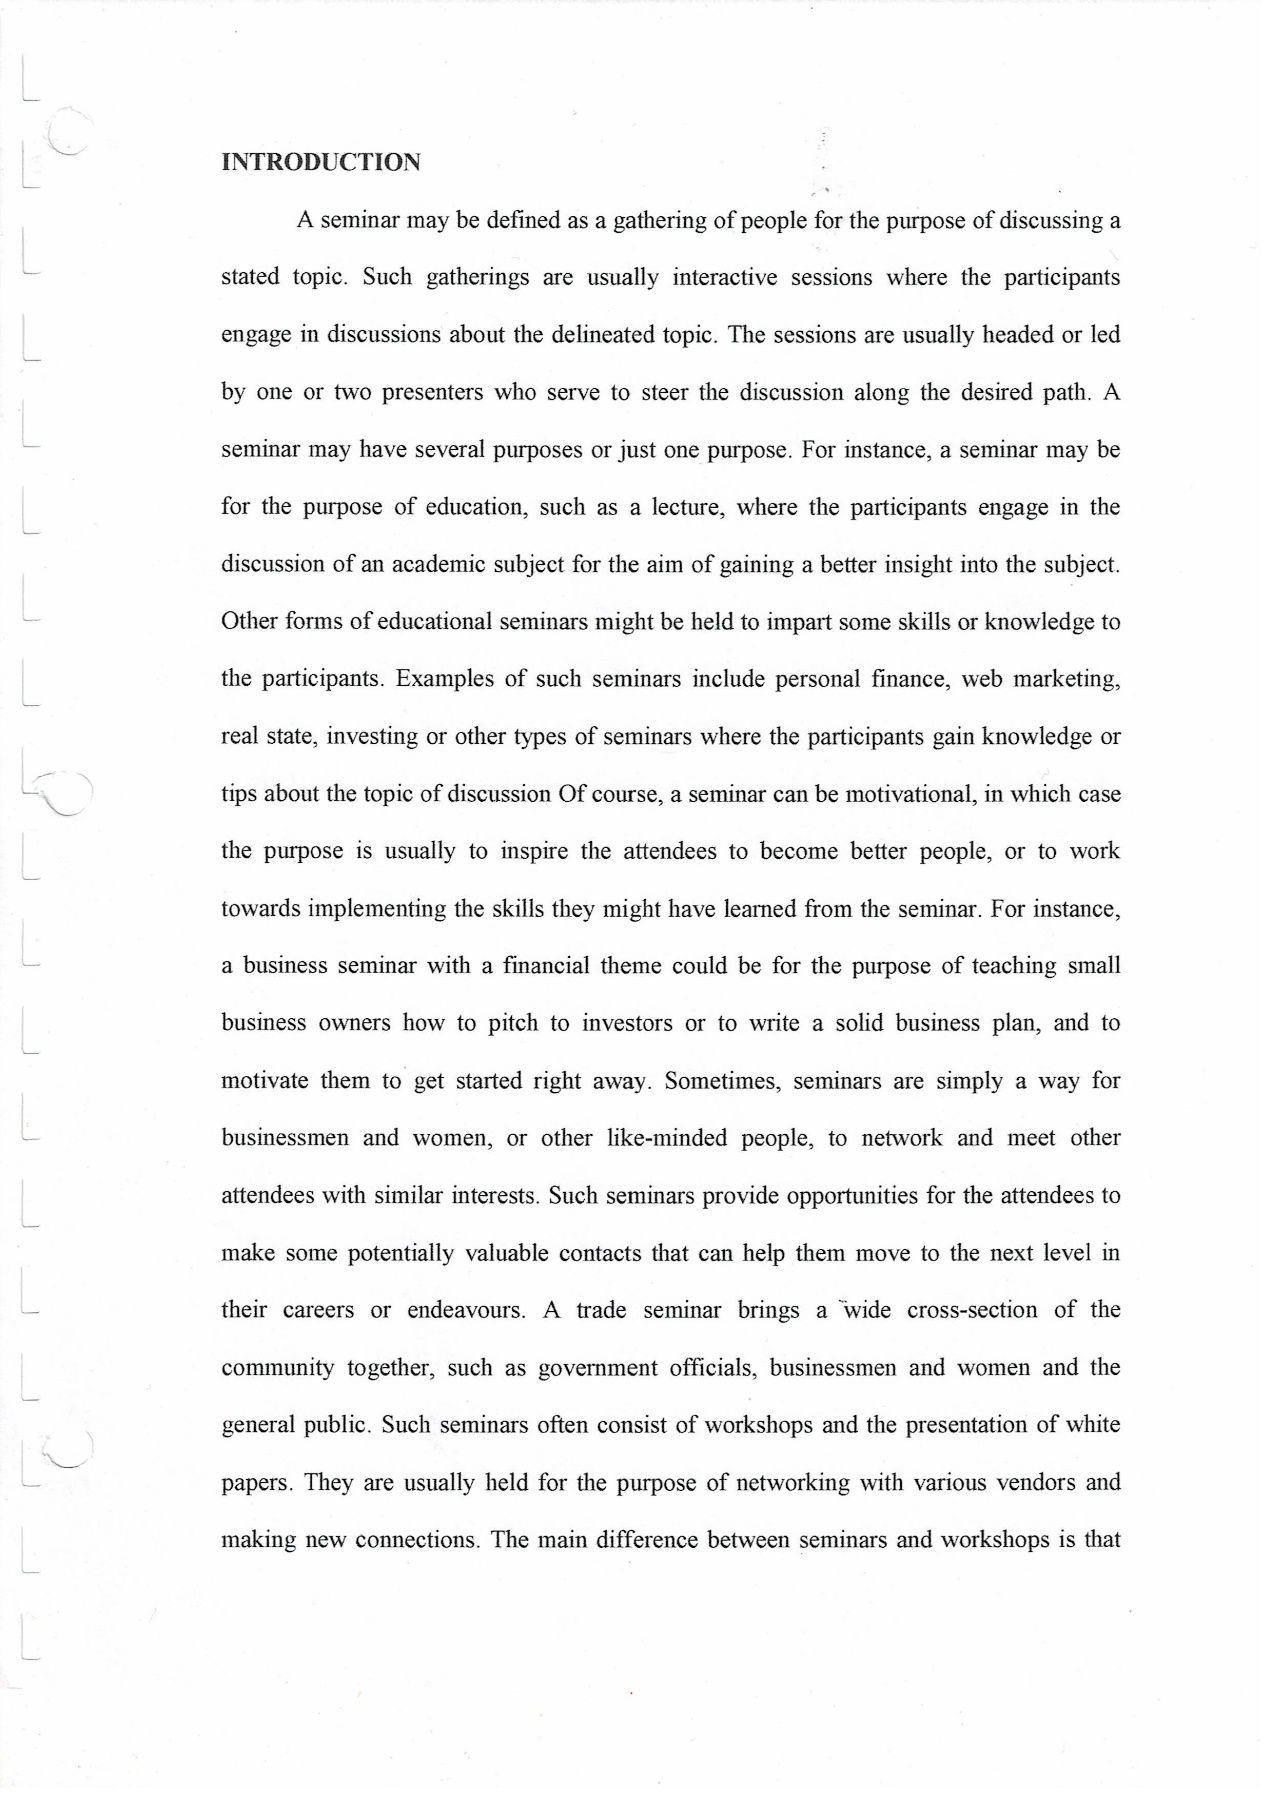 INTRODUCTION
A seminar may be defined as a gathering of people for the purpose of discussing a
stated topic. Such gatherings are usually interactive sessions where the participants
engage in discussions about the delineated topic. The sessions are usually headed or led
by one or two presenters who serve to steer the discussion along the desired path. A
seminar may have several purposes or just one purpose. For instance, a seminar may be
for the purpose of education, such as a lecture, where the participants engage in the
discussion of an academic subject for the aim of gaining a better insight into the subject.
Other forms of educational seminars might be held to impart some skills or knowledge to
the participants. Examples of such seminars include personal finance, web marketing,
real state, investing or other types of seminars where the participants gain knowledge or
tips about the topic of discussion Of course, a seminar can be motivational, in which case
the purpose is usually to inspire the attendees to become better people, or to work
towards implementing the skills they might have learned from the seminar. For instance,
a business seminar with a financial theme could be for the purpose of teaching small
business owners how to pitch to investors or to write a solid business plan, and to
motivate them to get started right away. Sometimes, seminars are simply a way for
businessmen and women, or other like-minded people, to network and meet other
attendees with similar interests. Such seminars provide opportunities for the attendees to
make some potentially valuable contacts that can help them move to the next level in
their careers or endeavours. A trade seminar brings a wide cross-section of the
community together, such as government officials, businessmen and women and the
general public. Such seminars often consist of workshops and the presentation of white
papers. They are usually held for the purpose of networking with various vendors and
making new connections. The main difference between seminars and workshops is that